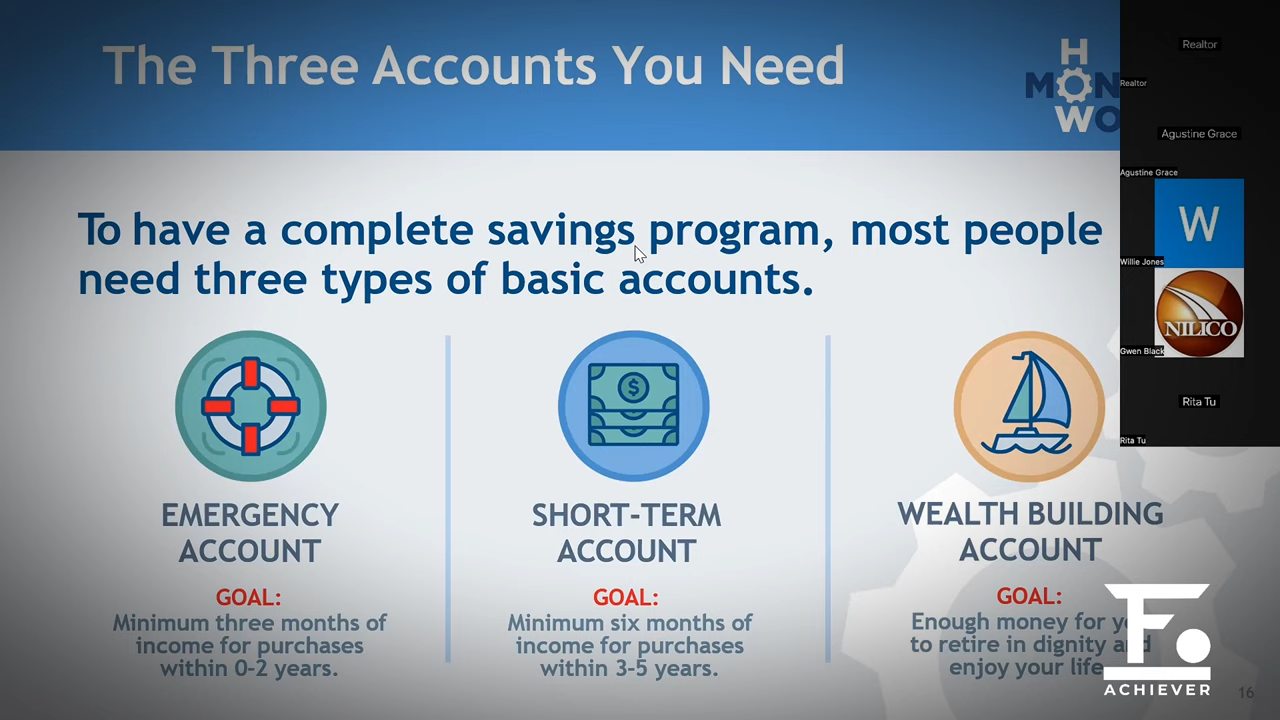 The Three Accounts You Need
H
MON
WO
To have a complete savings program, most people
need three types of basic accounts.
EMERGENCY
ACCOUNT
GOAL:
Minimum three months of
income for purchases
within 0-2 years.
SHORT-TERM
ACCOUNT
GOAL:
Minimum six months of
income for purchases
within 3-5 years.
WEALTH BUILDING
ACCOUNT
GOAL:
Enough money for
to retire in dignity and
enjoy your life
Realtor
Realtor
Agustine Grace
Agustine Grace
W
Willie Jones
NILICO
Gwen Black
Rita Tu
Rita Tu
F
ACHIEVER
16